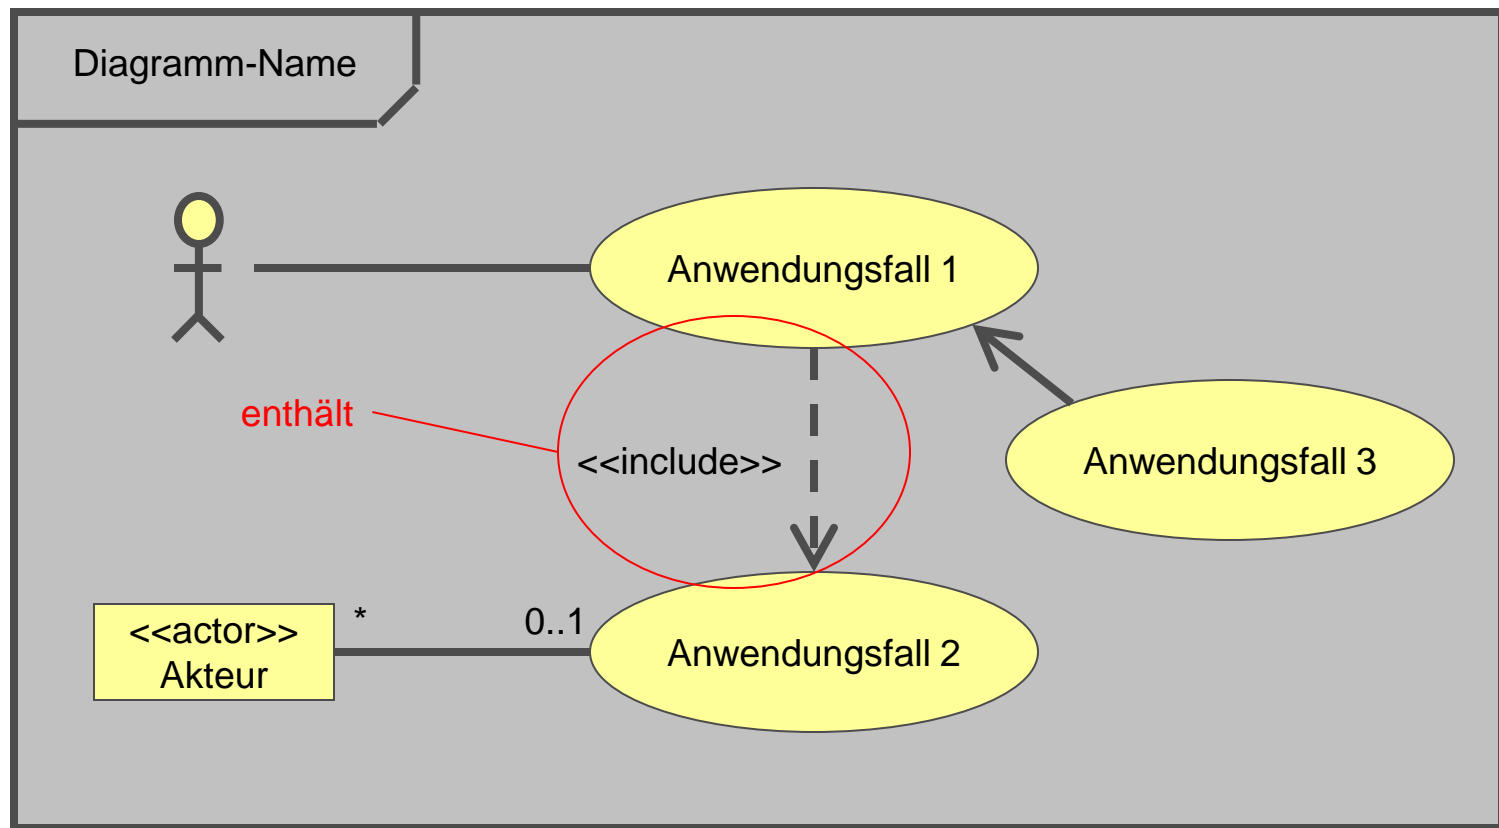 Diagramm-Name
Anwendungsfall 1
enthält
<<include>>
Anwendungsfall 3
* 0..1
<<actor>>
Akteur
Anwendungsfall 2